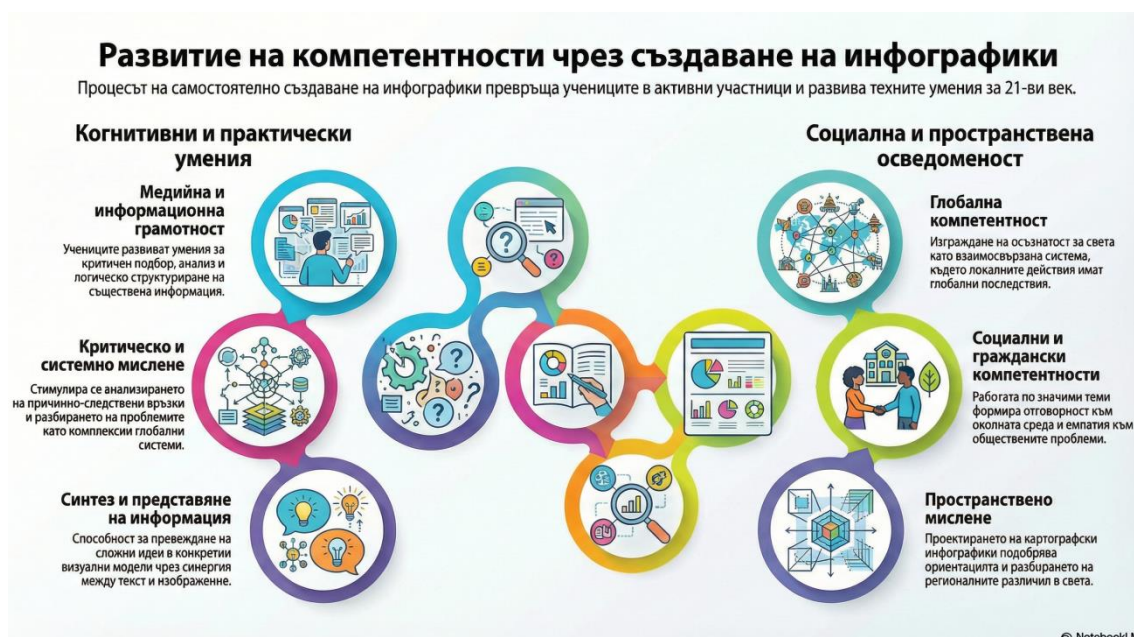 Развитие на компетентности чрез създаване на инфографики
Процесът на самостоятелно създаване на инфографики превръща учениците в активни участници и развива техните умения за 21-ви век.
Когнитивни и практически
умения
Медийна и
информационна
грамотност
Учениците развиват умения за
критичен подбор, анализ и
логическо структуриране на
съществена информация.
Критическо и
системно мислене
Стимулира се анализирането
на причинно-следствени връзки
и разбирането на проблемите
като комплексии глобални
системи.
Синтез и представяне
на информация
Способност за превеждане на
сложни идеи в конкретии
визуални модели чрез синергия
между текст и изображенне.
Социална и пространствена
осведоменост
Глобална
компетентност
Изграждане на осъзнатост за света
като взаимосвързана система,
където локалните действия имат
глобални последствия.
Социални и
граждански
компетентности
Работата по значими теми
формира отговорност към
околната среда и емпатия към
обществените проблеми.
Пространствено
мислене
Проектирането на картографски
инфографики подобрява
ориентацилта и разбирането на
регионалните различил в света.